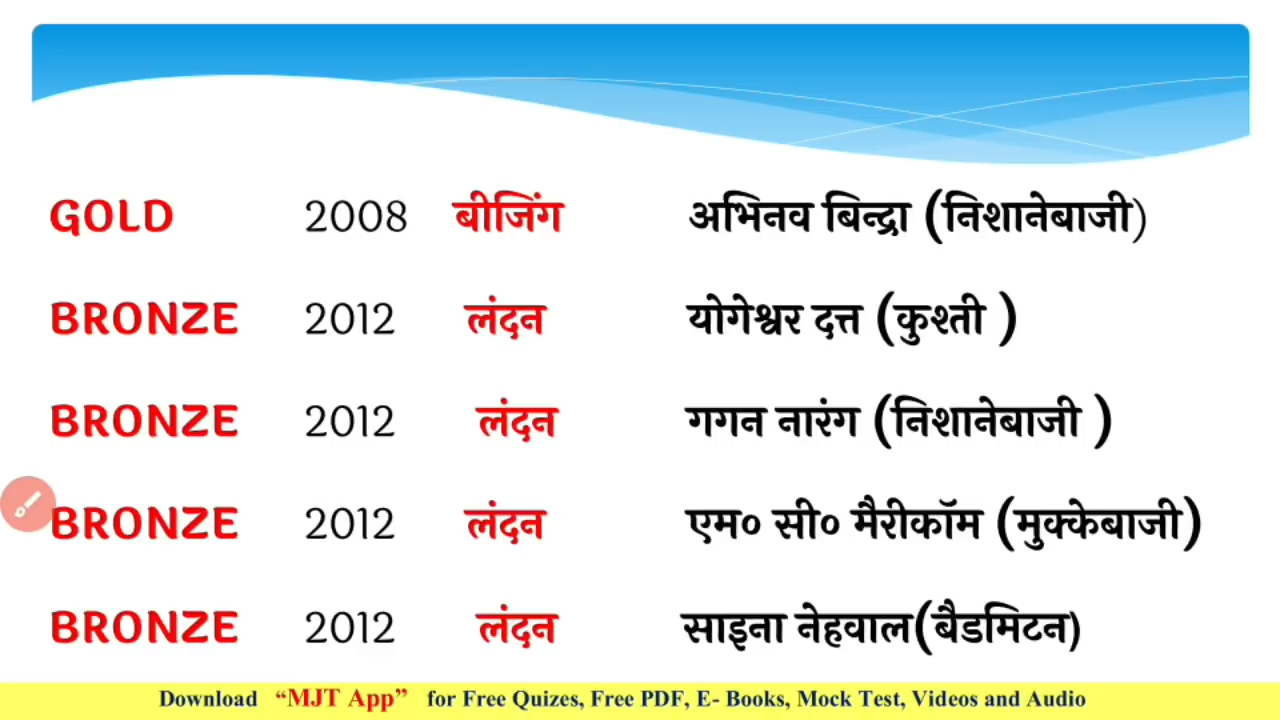 GOLD 2008 बीजिंग अभिनव बिन्द्रा (निशानेबाजी)
BRONZE 2012 लंदन योगेश्वर दत्त (कुश्ती )
BRONZE 2012 लंदन गगन नारंग (निशानेबाजी )
BRONZE 2012 लंदन एम० सी० मैरीकॉम (मुक्केबाजी)
BRONZE 2012 लंदन साइना नेहवाल(बैडमिटन)
Download “MJT App” for Free Quizes, Free PDF, E- Books, Mock Test, Videos and Audio